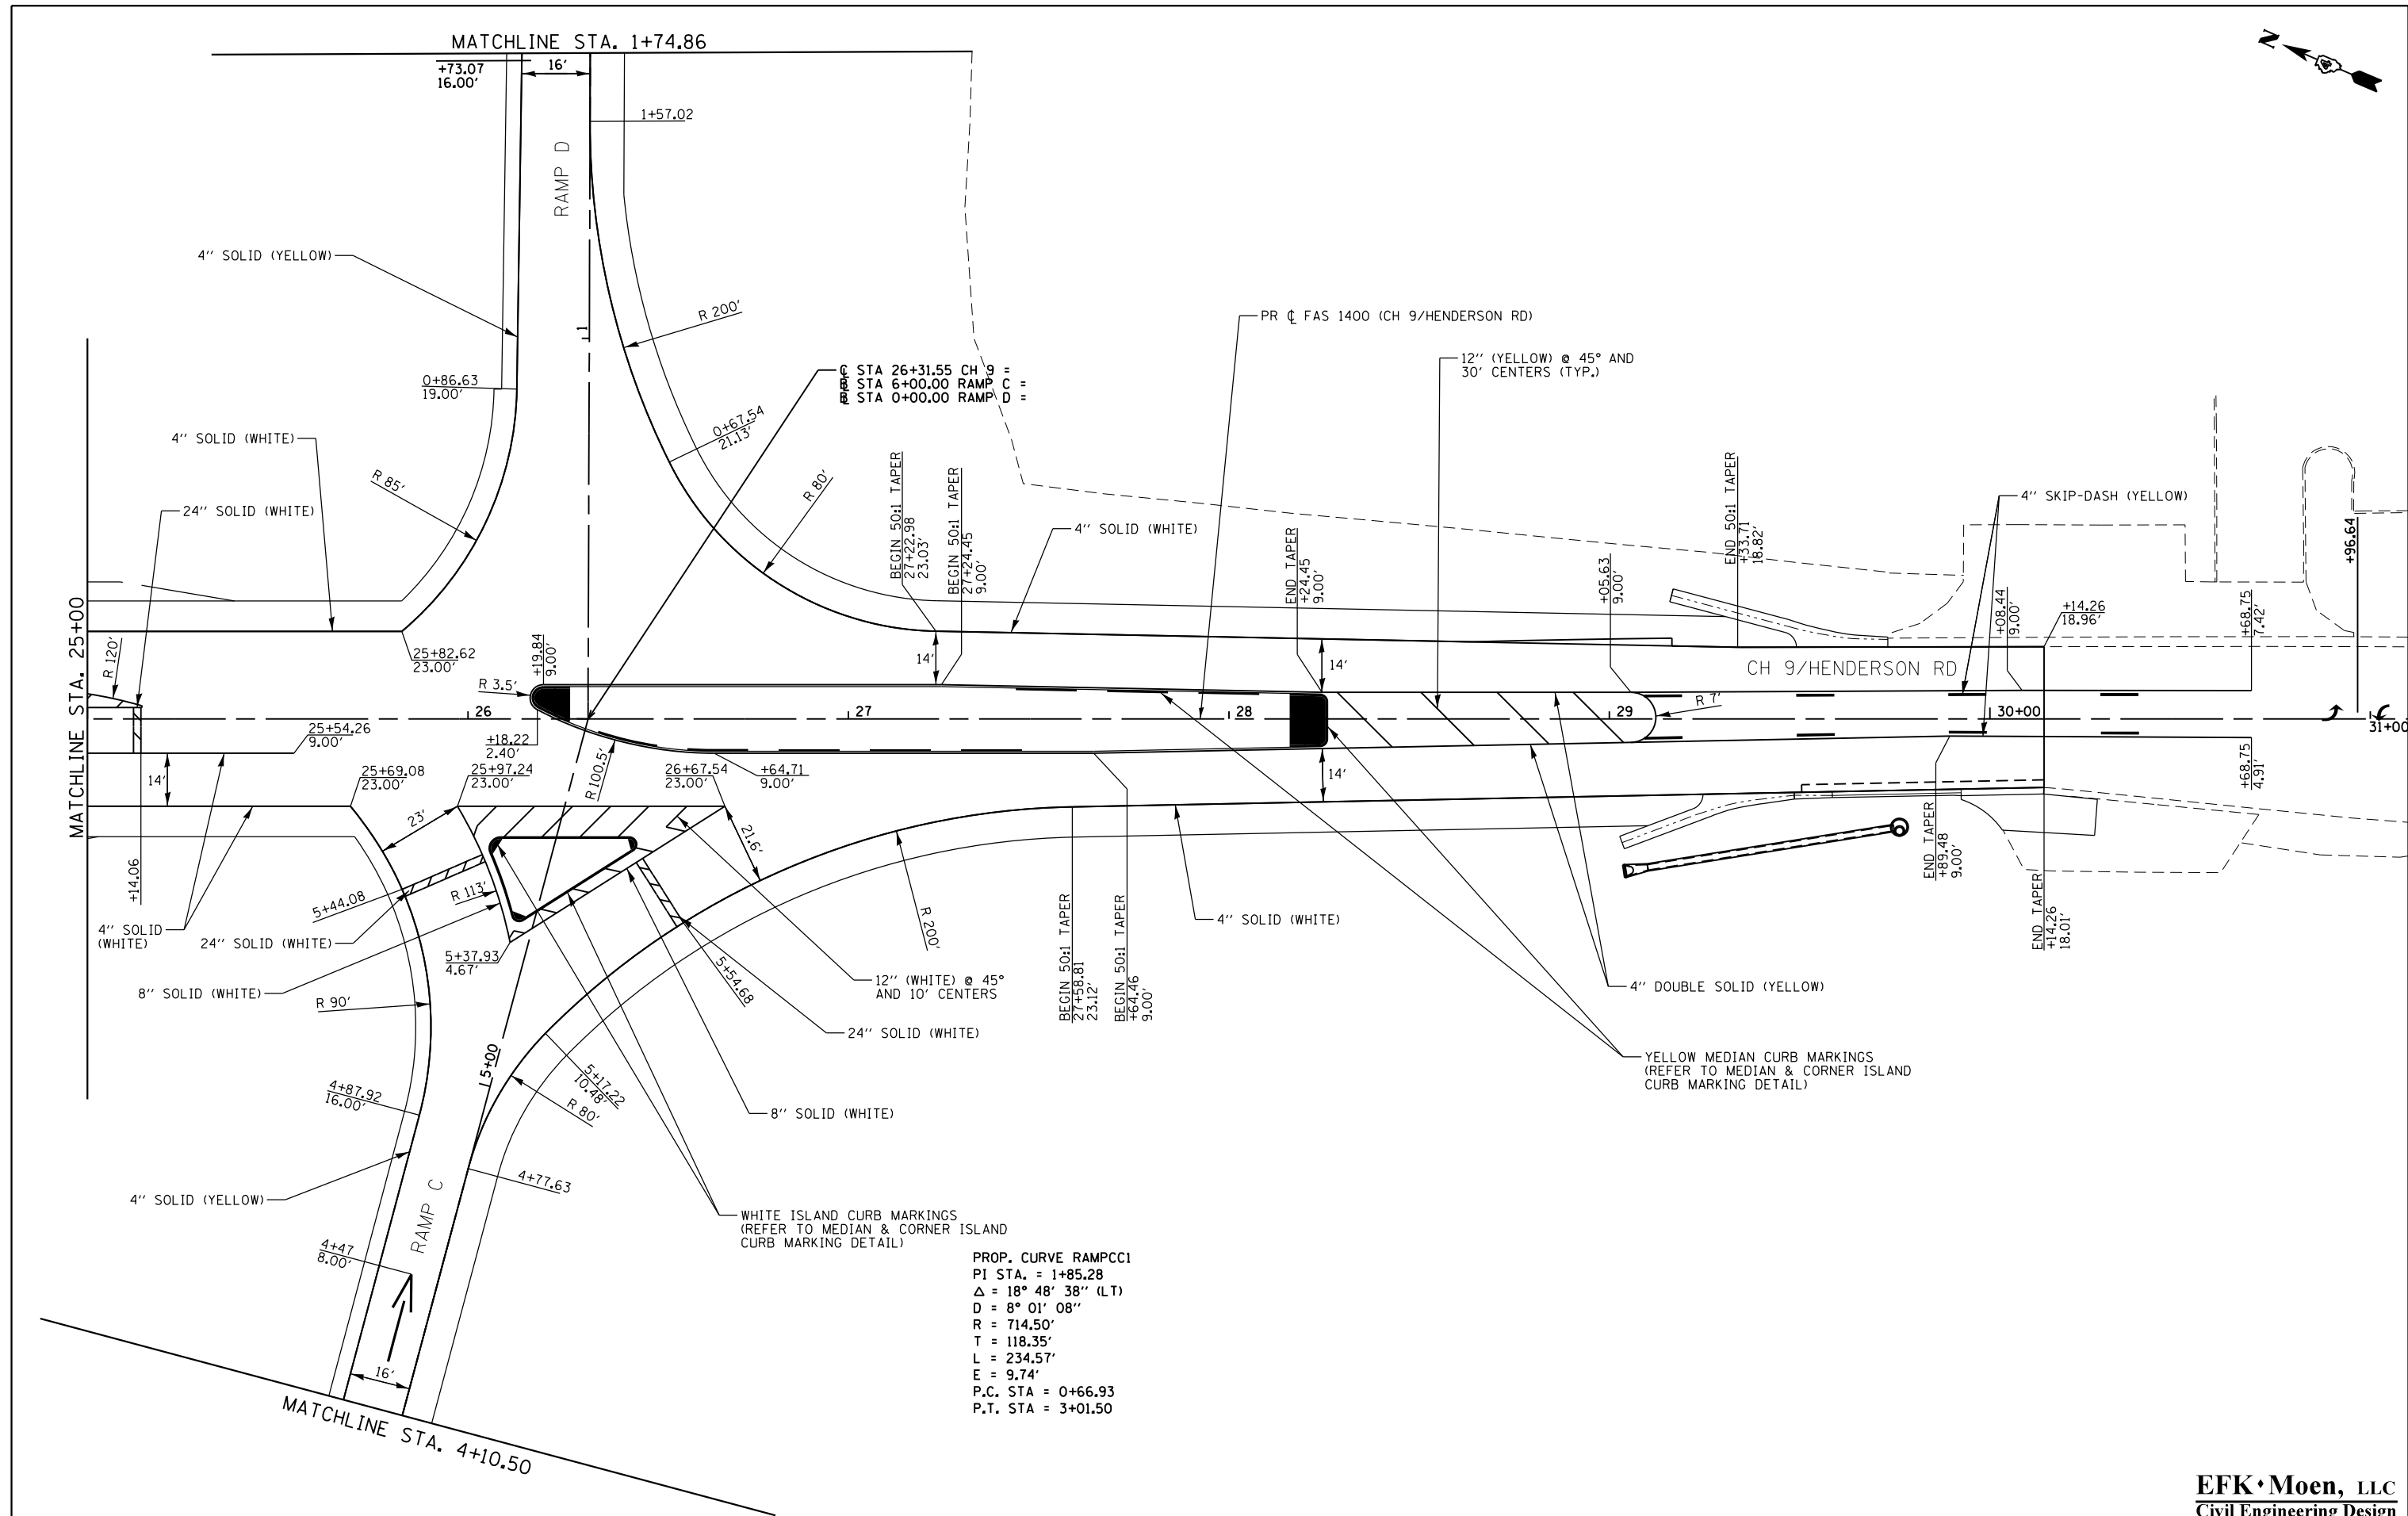 MATCHLINE STA. 1+74.86
+73.07
16.00'
16'
1+57.02
RAMP D
N
4'' SOLID (YELLOW)
R 200'
1
PR ℄ FAS 1400 (CH 9/HENDERSON RD)
12'' (YELLOW) @ 45° AND
30' CENTERS (TYP.)
℄ STA 26+31.55 CH 9 =
STA 6+00.00 RAMP C =
STA 0+00.00 RAMP D =
0+86.63
19.00'
4'' SOLID (WHITE)
0+67.54
21.13'
R 85'
R 80'
24'' SOLID (WHITE)
BEGIN 50:1 TAPER
27+22.98
23.03'
BEGIN 50:1 TAPER
27+24.45
9.00'
4'' SOLID (WHITE)
END TAPER
+24.45
9.00'
END 50:1 TAPER
+33.71
18.82'
4'' SKIP-DASH (YELLOW)
+96.64
+05.63
9.00'
+08.44
9.00'
+14.26
18.96'
+68.75
7.42'
MATCHLINE STA. 25+00
R 120'
25+82.62
23.00'
+19.84
9.00'
14'
14'
CH 9/HENDERSON RD
R 3.5'
R 7'
26
27
28
29
30+00
31+00
25+54.26
9.00'
+18.22
2.40'
R 100.5'
14'
25+69.08
23.00'
25+97.24
23.00'
26+67.54
23.00'
+64.71
9.00'
14'
+68.75
4.91'
23'
21.6'
+14.06
5+44.08
R 113'
4'' SOLID
(WHITE)
24'' SOLID (WHITE)
5+37.93
4.67'
8'' SOLID (WHITE)
R 90'
5+54.68
R 200'
12'' (WHITE) @ 45°
AND 10' CENTERS
24'' SOLID (WHITE)
BEGIN 50:1 TAPER
27+58.81
23.12'
BEGIN 50:1 TAPER
+64.46
9.00'
4'' SOLID (WHITE)
END TAPER
+89.48
9.00'
END TAPER
+14.26
18.01'
4'' DOUBLE SOLID (YELLOW)
YELLOW MEDIAN CURB MARKINGS
(REFER TO MEDIAN & CORNER ISLAND
CURB MARKING DETAIL)
5+00
4+87.92
16.00'
5+17.22
10.48'
R 80'
8'' SOLID (WHITE)
4+77.63
4'' SOLID (YELLOW)
RAMP C
4+47
8.00'
WHITE ISLAND CURB MARKINGS
(REFER TO MEDIAN & CORNER ISLAND
CURB MARKING DETAIL)
16'
MATCHLINE STA. 4+10.50
PROP. CURVE RAMPCC1
PI STA. = 1+85.28
Δ = 18° 48' 38'' (LT)
D = 8° 01' 08''
R = 714.50'
T = 118.35'
L = 234.57'
E = 9.74'
P.C. STA = 0+66.93
P.T. STA = 3+01.50
EFK♦Moen, LLC
Civil Engineering Design